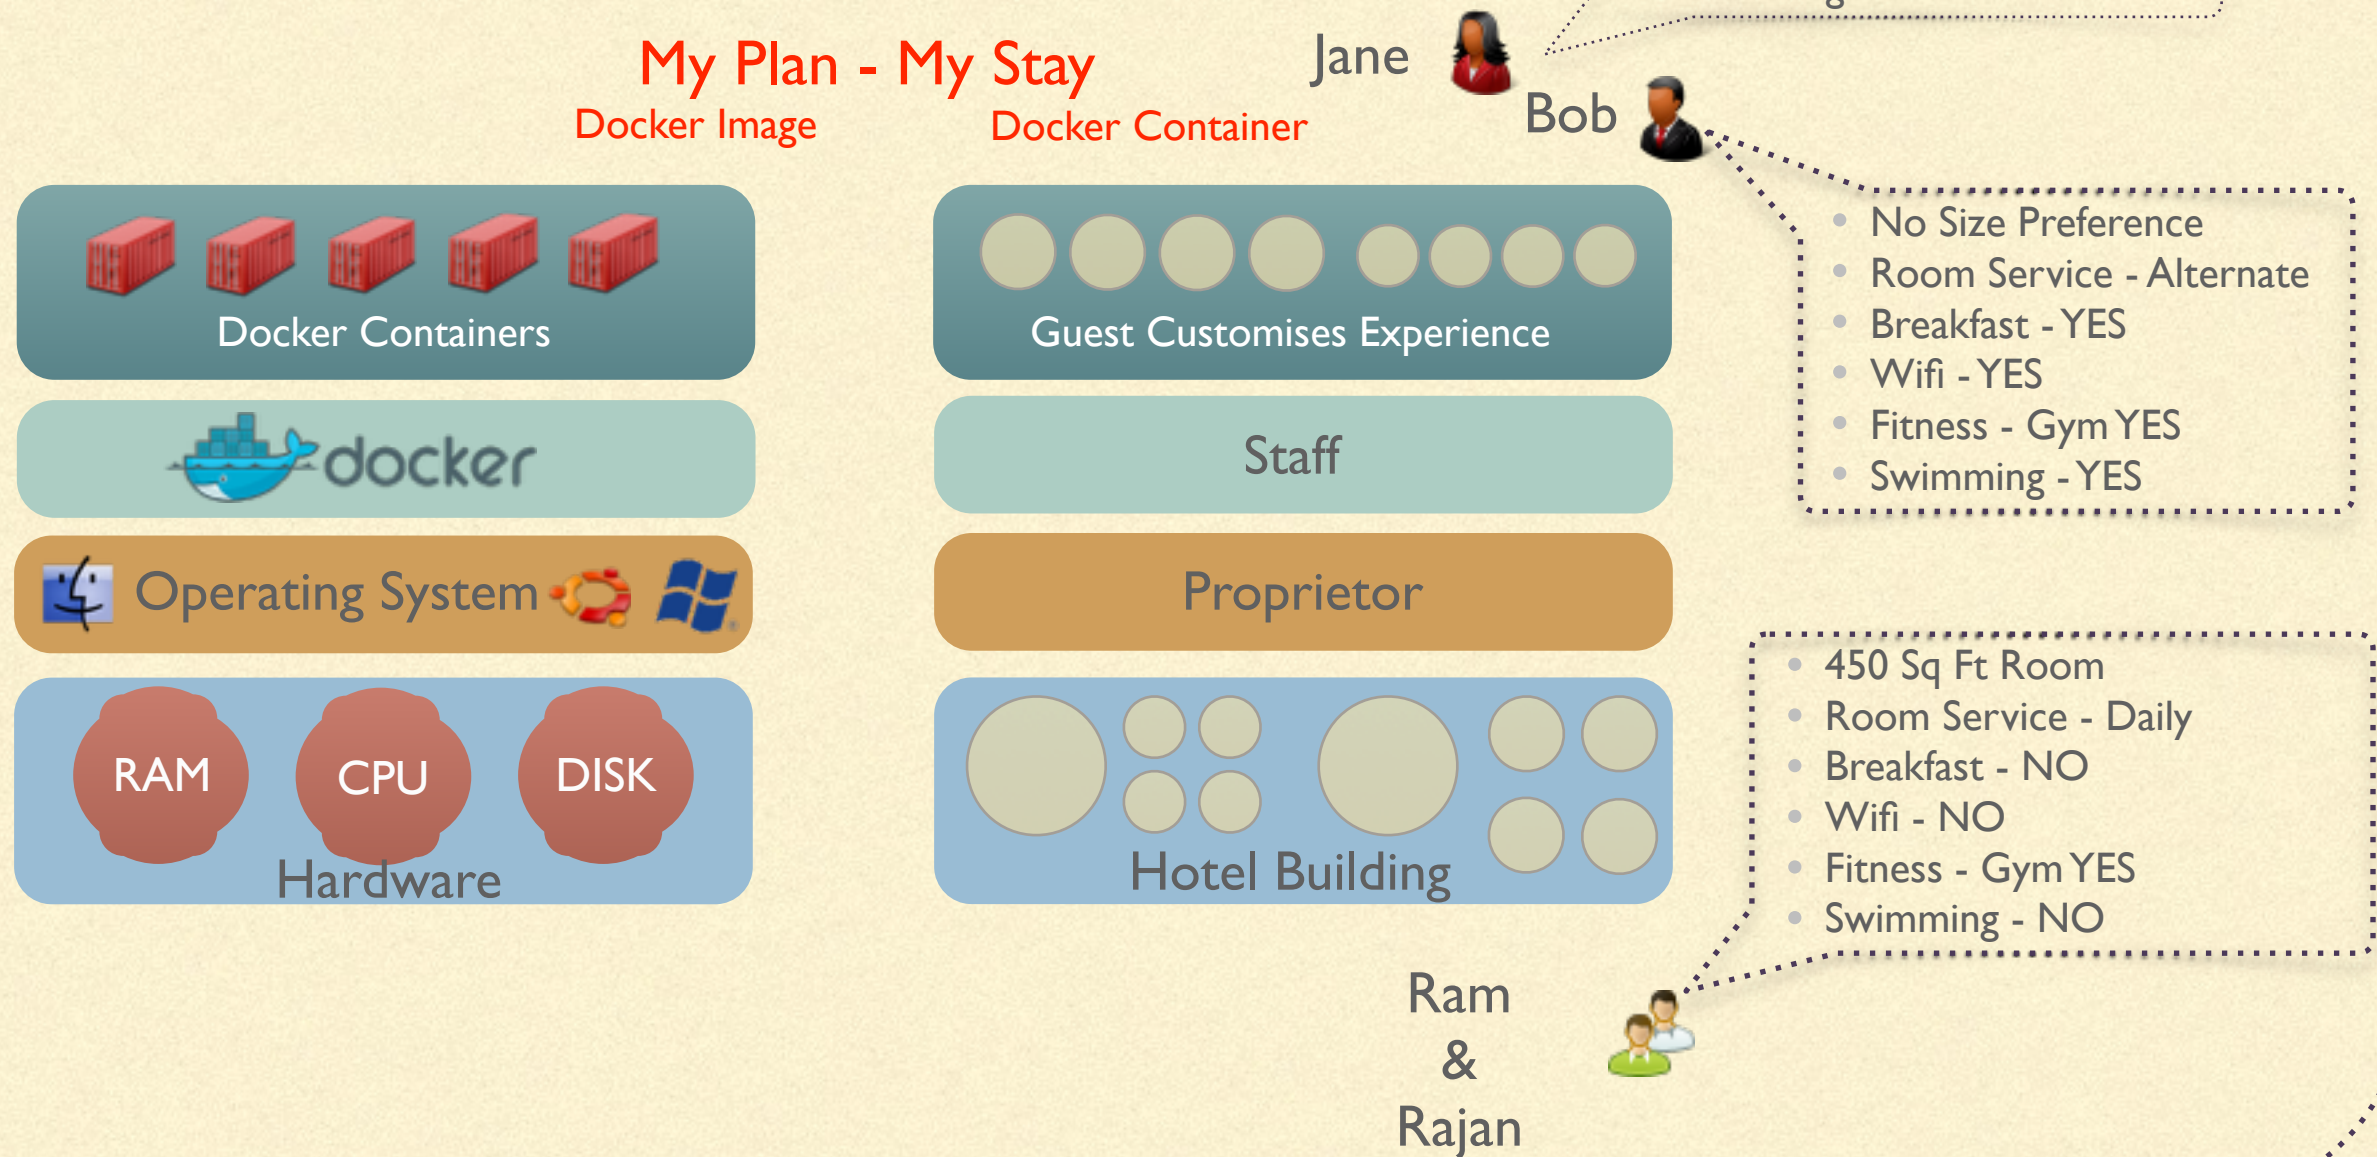 My Plan - My Stay
Docker Image
Docker Container
Jane
Bob
Docker Containers
docker
Operating System
RAM
CPU
DISK
Hardware
Guest Customises Experience
Staff
Proprietor
Hotel Building
No Size Preference
Room Service - Alternate
Breakfast - YES
Wifi - YES
Fitness - Gym YES
Swimming - YES
450 Sq Ft Room
Room Service - Daily
Breakfast - NO
Wifi - NO
Fitness - Gym YES
Swimming - NO
Ram
&
Rajan